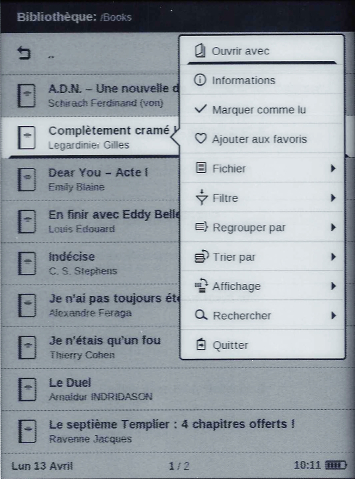 Bibliothèque: /Books
..
A.D.N. – Une nouvelle d
Schirach Ferdinand (von)
Complètement cramé !
Legardinier Gilles
Dear You – Acte I
Emily Blaine
En finir avec Eddy Belle
Louis Edouard
Indécise
C. S. Stephens
Je n'ai pas toujours été
Alexandre Feraga
Je n'étais qu'un fou
Thierry Cohen
Le Duel
Arnaldur INDRIDASON
Le septième Templier : 4 chapitres offerts !
Ravenne Jacques
Ouvrir avec
Informations
Marquer comme lu
Ajouter aux favoris
Fichier
Filtre
Regrouper par
Trier par
Affichage
Rechercher
Quitter
Lun 13 Avril
1 / 2
10:11